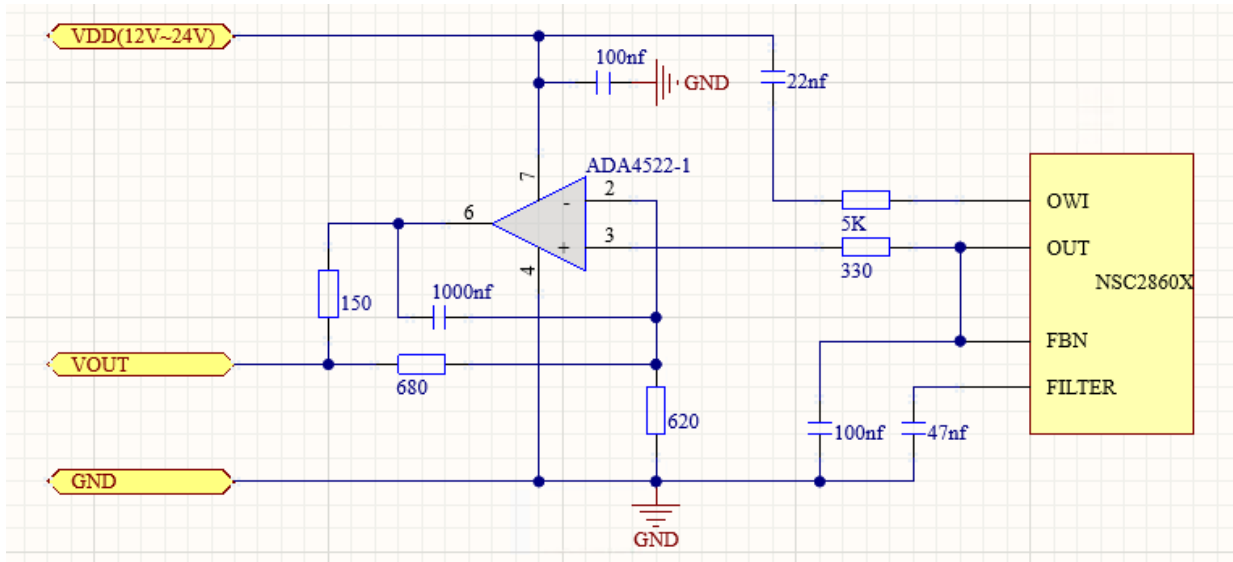 VDD(12V~24V)
100nf
GND
22nf
ADA4522-1
7
2
-
6
3
+
4
OWI
5K
OUT
330
NSC2860X
1000nf
150
FBN
VOUT
680
FILTER
620
100nf
47nf
GND
GND